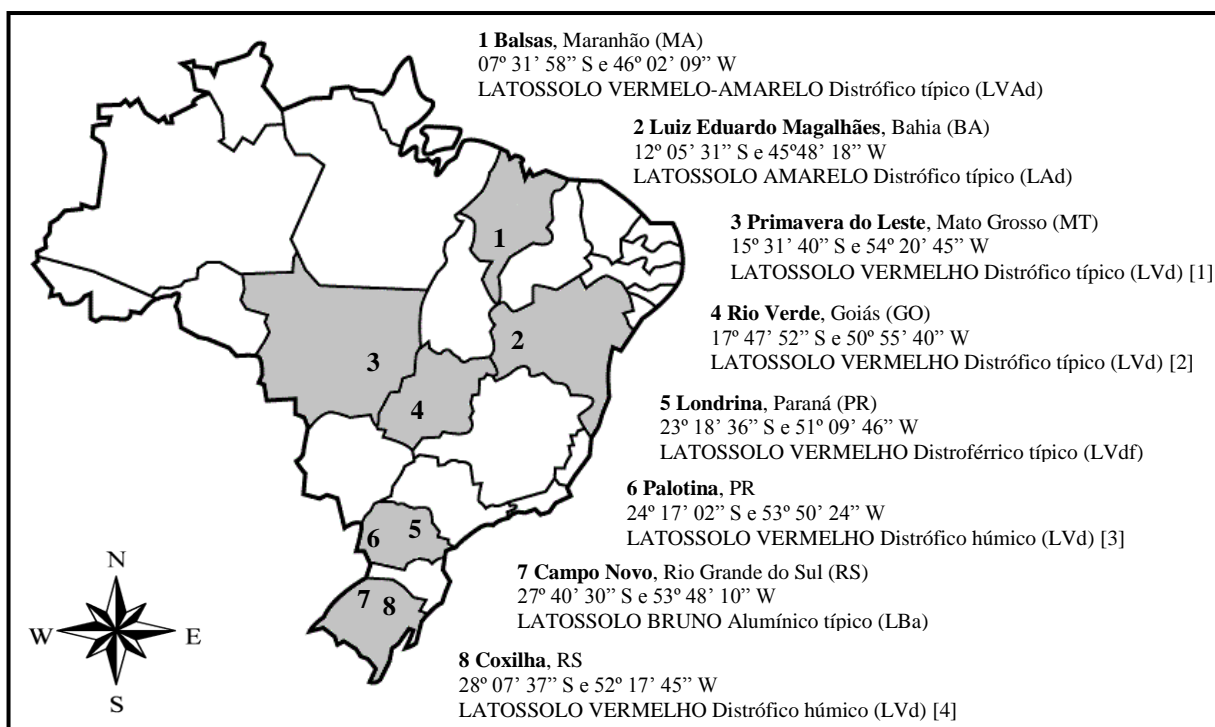 1 Balsas, Maranhão (MA)
07º 31’ 58” S e 46º 02’ 09” W
LATOSSOLO VERMELO-AMARELO Distrófico típico (LVAd)
2 Luiz Eduardo Magalhães, Bahia (BA)
12º 05’ 31” S e 45º48’ 18” W
LATOSSOLO AMARELO Distrófico típico (LAd)
3 Primavera do Leste, Mato Grosso (MT)
15º 31’ 40” S e 54º 20’ 45” W
LATOSSOLO VERMELHO Distrófico típico (LVd) [1]
4 Rio Verde, Goiás (GO)
17º 47’ 52” S e 50º 55’ 40” W
LATOSSOLO VERMELHO Distrófico típico (LVd) [2]
5 Londrina, Paraná (PR)
23º 18’ 36” S e 51º 09’ 46” W
LATOSSOLO VERMELHO Distroférrico típico (LVdf)
6 Palotina, PR
24º 17’ 02” S e 53º 50’ 24” W
LATOSSOLO VERMELHO Distrófico húmico (LVd) [3]
7 Campo Novo, Rio Grande do Sul (RS)
27º 40’ 30” S e 53º 48’ 10” W
LATOSSOLO BRUNO Alumínico típico (LBa)
8 Coxilha, RS
28º 07’ 37” S e 52º 17’ 45” W
LATOSSOLO VERMELHO Distrófico húmico (LVd) [4]
1
2
3
4
5
6
7 8
N
W E
S